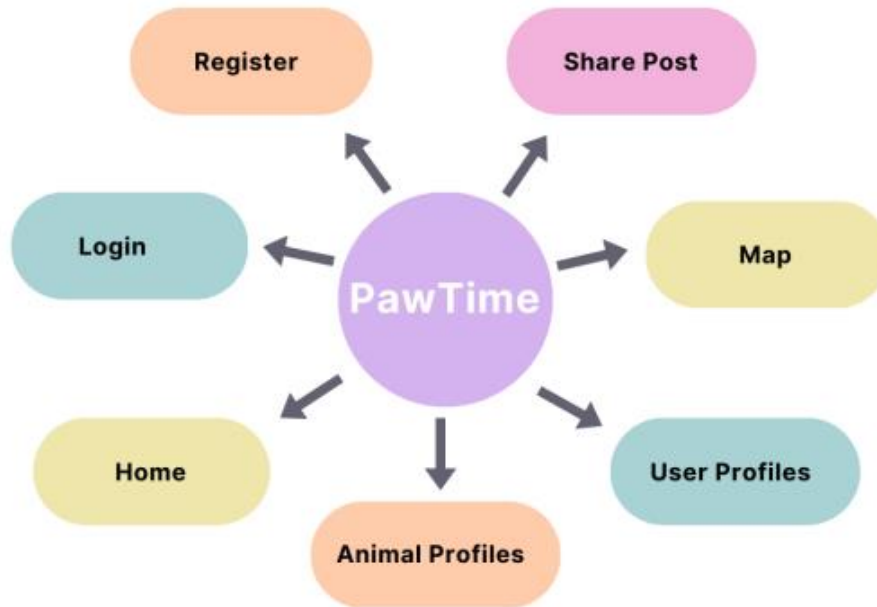 Register
Share Post
Login
Map
PawTime
Home
User Profiles
Animal Profiles